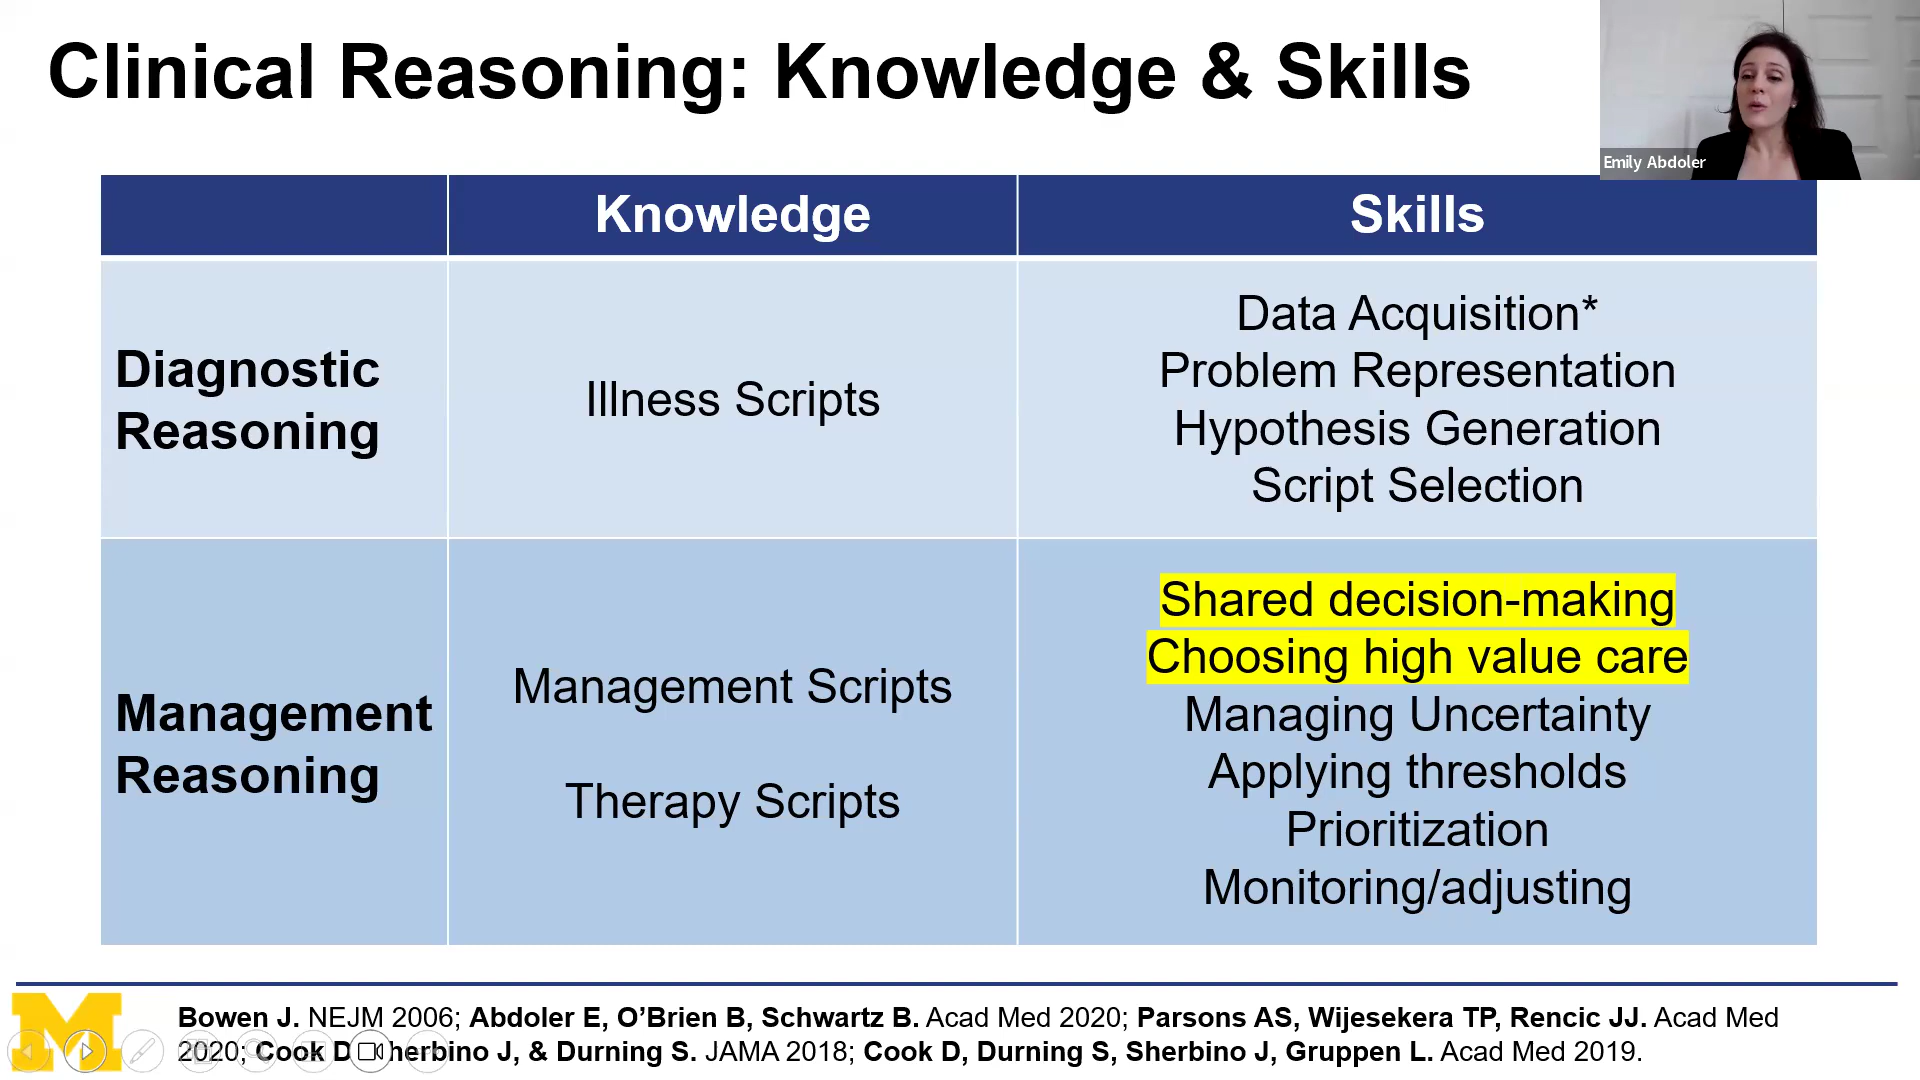 Clinical Reasoning: Knowledge & Skills
Emily Abdoler
Knowledge
Skills
Diagnostic
Reasoning
Illness Scripts
Data Acquisition*
Problem Representation
Hypothesis Generation
Script Selection
Management
Reasoning
Management Scripts
Therapy Scripts
Shared decision-making
Choosing high value care
Managing Uncertainty
Applying thresholds
Prioritization
Monitoring/adjusting
M
Bowen J. NEJM 2006; Abdoler E, O’Brien B, Schwartz B. Acad Med 2020; Parsons AS, Wijesekera TP, Rencic JJ. Acad Med
2020; Cook D, Sherbino J, & Durning S. JAMA 2018; Cook D, Durning S, Sherbino J, Gruppen L. Acad Med 2019.